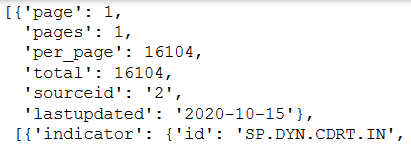 [{'page': 1,
'pages': 1,
'per_page': 16104,
'total': 16104,
'sourceid': '2',
'lastupdated': '2020-10-15'},
[{'indicator': {'id': 'SP.DYN.CDRT.IN',